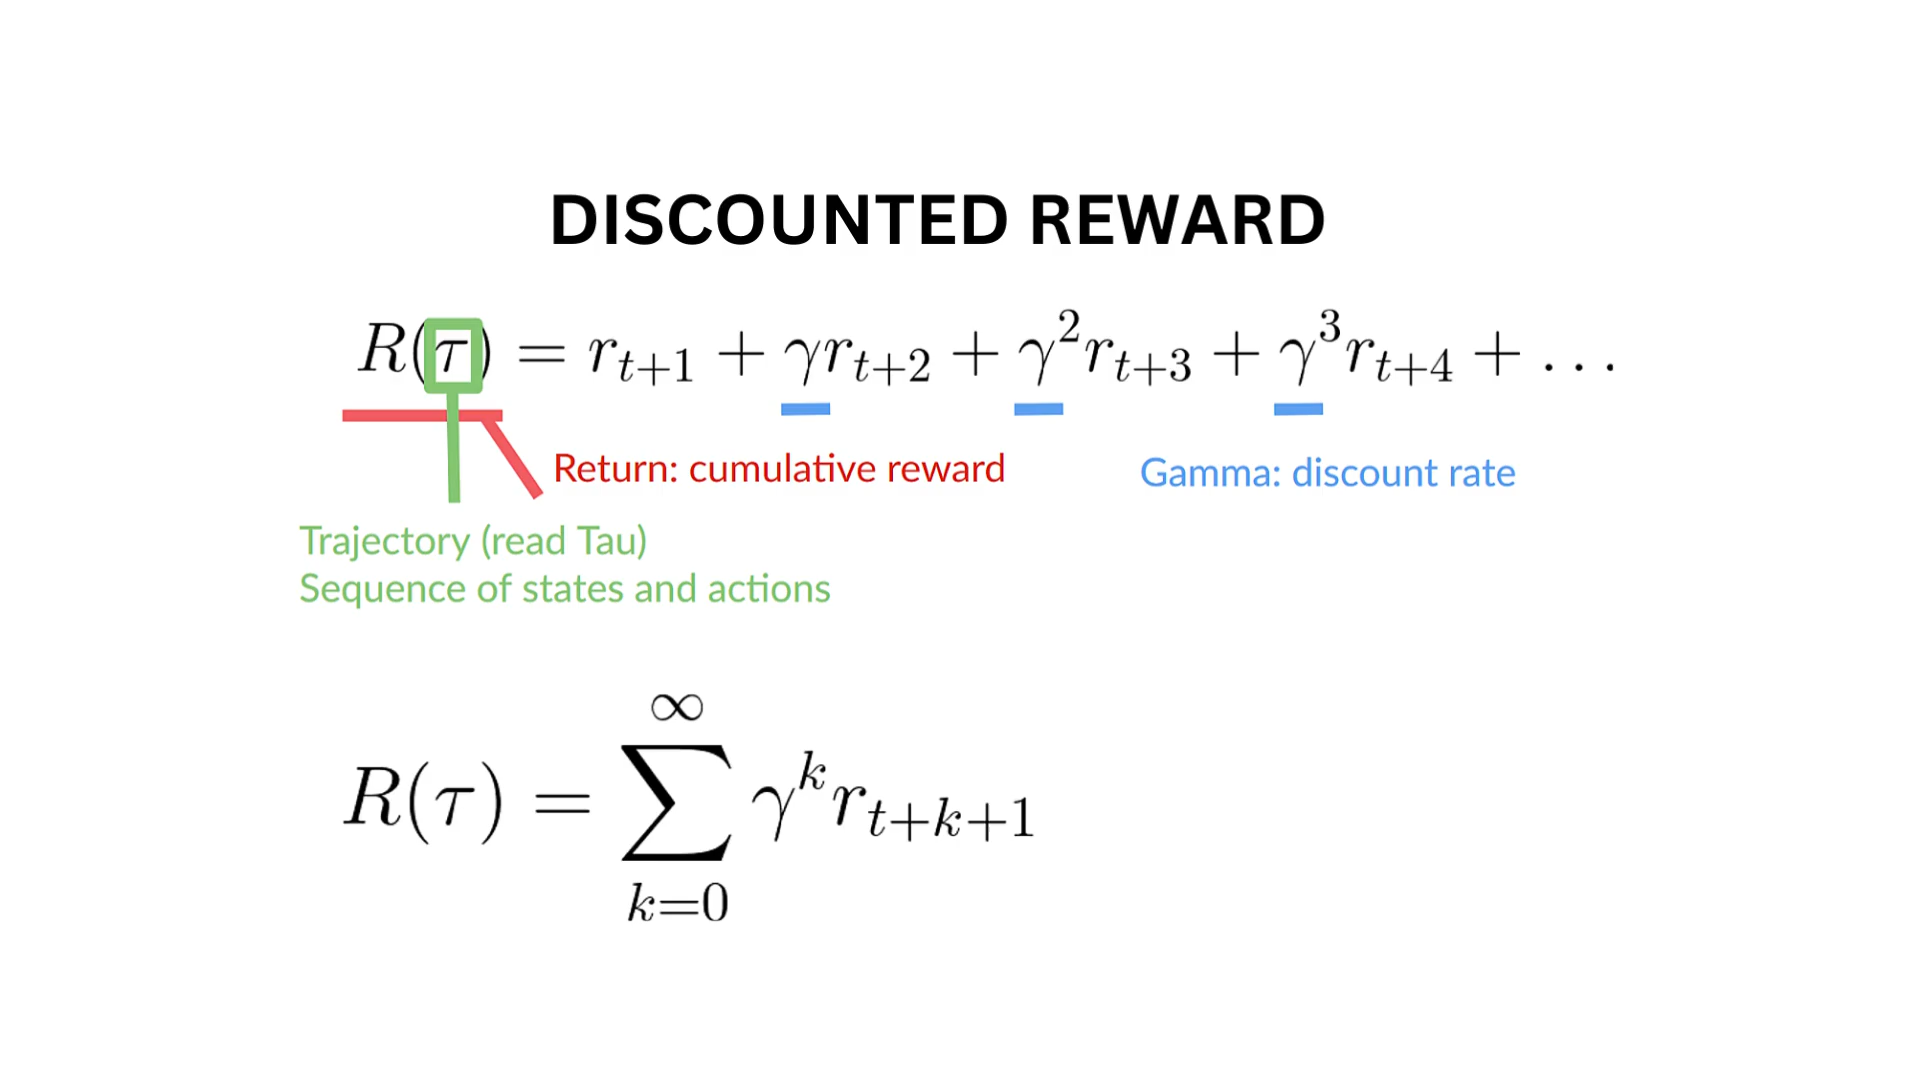 DISCOUNTED REWARD
R(τ) = r_{t+1} + γr_{t+2} + γ^2r_{t+3} + γ^3r_{t+4} + ...
Return: cumulative reward
Gamma: discount rate
Trajectory (read Tau)
Sequence of states and actions
R(τ) = ∑_{k=0}^{∞} γ^k r_{t+k+1}